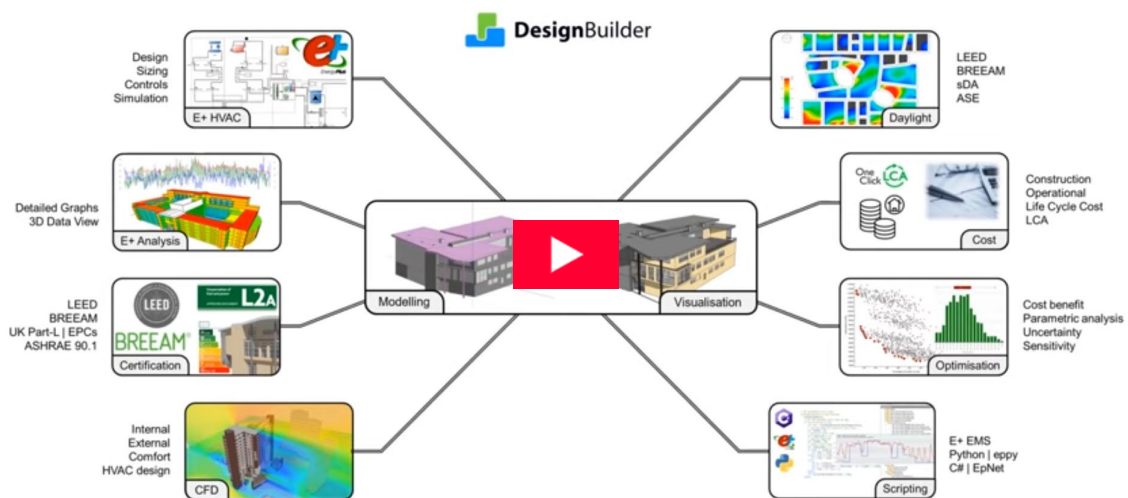 DesignBuilder
Design
Sizing
Controls
Simulation
EnergyPlus
E+ HVAC
LEED
BREEAM
sDA
ASE
Daylight
Detailed Graphs
3D Data View
E+ Analysis
Modelling
Visualisation
One
Click LCA
Construction
Operational
Life Cycle Cost
LCA
Cost
LEED
BREEAM
UK Part-L | EPCs
ASHRAE 90.1
LEED
L2A
BREEAM®
Certification
Cost benefit
Parametric analysis
Uncertainty
Sensitivity
Optimisation
Internal
External
Comfort
HVAC design
CFD
E+ EMS
Python | eppy
C# | EpNet
Scripting